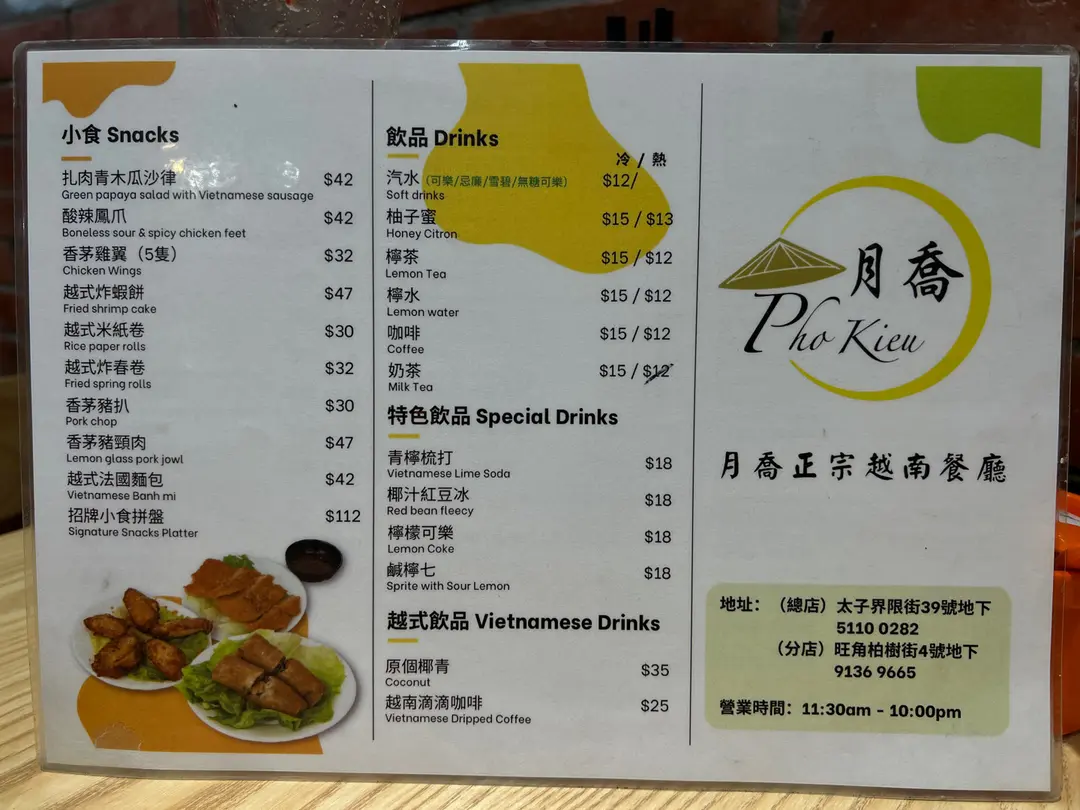 小食 Snacks
扎肉青木瓜沙律 $42
Green papaya salad with Vietnamese sausage
酸辣鳳爪 $42
Boneless sour & spicy chicken feet
香茅雞翼（5隻） $32
Chicken Wings
越式炸蝦餅 $47
Fried shrimp cake
越式米紙卷 $30
Rice paper rolls
越式炸春卷 $32
Fried spring rolls
香茅豬扒 $30
Pork chop
香茅豬頸肉 $47
Lemon glass pork jowl
越式法國麵包 $42
Vietnamese Banh mi
招牌小食拼盤 $112
Signature Snacks Platter
飲品 Drinks
冷 / 熱
汽水（可樂/忌廉/雪碧/無糖可樂） $12/
Soft drinks
柚子蜜 $15 / $13
Honey Citron
檸茶 $15 / $12
Lemon Tea
檸水 $15 / $12
Lemon water
咖啡 $15 / $12
Coffee
奶茶 $15 / $12
Milk Tea
特色飲品 Special Drinks
青檸梳打 $18
Vietnamese Lime Soda
椰汁紅豆冰 $18
Red bean fleecy
檸檬可樂 $18
Lemon Coke
鹹檸七 $18
Sprite with Sour Lemon
越式飲品 Vietnamese Drinks
原個椰青 $35
Coconut
越南滴滴咖啡 $25
Vietnamese Dripped Coffee
月喬
Pho Kieu
月喬正宗越南餐廳
地址：（總店）太子界限街39號地下
5110 0282
（分店）旺角柏樹街4號地下
9136 9665
營業時間：11:30am - 10:00pm